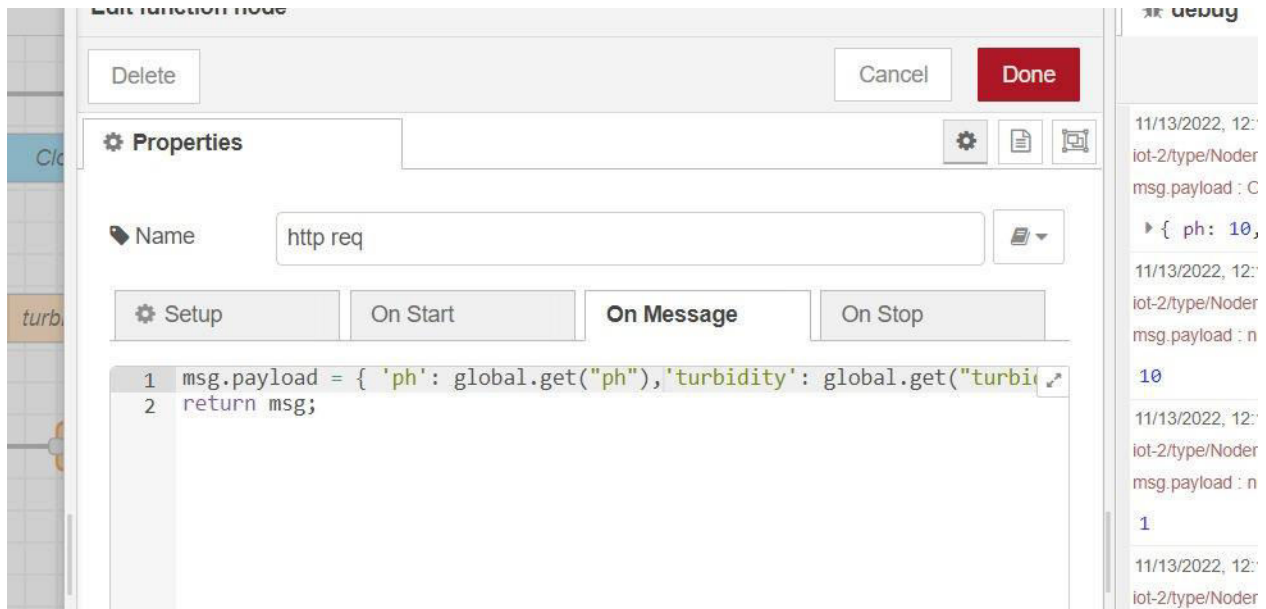 Edit function node
debug
Delete
Cancel
Done
Properties
Name
http req
Setup
On Start
On Message
On Stop
1 msg.payload = { 'ph': global.get("ph"),'turbidity': global.get("turbi
2 return msg;
Clo
turb
11/13/2022, 12:
iot-2/type/Noder
msg.payload : 
{ ph: 10,
11/13/2022, 12:
iot-2/type/Noder
msg.payload : n
10
11/13/2022, 12:
iot-2/type/Noder
msg.payload : n
1
11/13/2022, 12:
iot-2/type/Noder